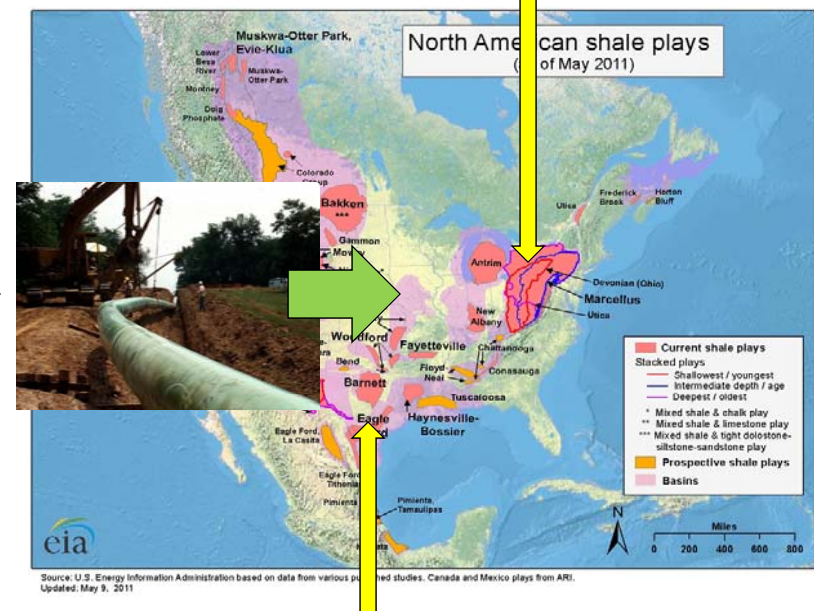 North American shale plays
(as of May 2011)
Muskwa-Otter Park,
Evie-Klua
Lower
Besa
River
Muskwa-
Otter Park
Montney
Doig
Phosphate
Colorado
Group
Bakken
***
Gammon
Mowry
Utica
Frederick
Brook
Horton
Bluff
Antrim
Devonian (Ohio)
Marcellus
Utica
New
Albany
Woodford
Fayetteville
Chattanooga
Bend
Floyd-
Neal
Conasauga
Barnett
Tuscaloosa
Eagle
Haynesville-
Bossier
Eagle Ford,
La Casita
Eagle Ford
Tithonian
Pimienta
Pimienta,
Tamaulipas
Current shale plays
Stacked plays
Shallowest / youngest
Intermediate depth / age
Deepest / oldest
* Mixed shale & chalk play
** Mixed shale & limestone play
*** Mixed shale & tight dolostone-
siltstone-sandstone play
Prospective shale plays
Basins
N
Miles
0 200 400 600 800
eia
Source: U.S. Energy Information Administration based on data from various published studies. Canada and Mexico plays from ARI.
Updated: May 9, 2011